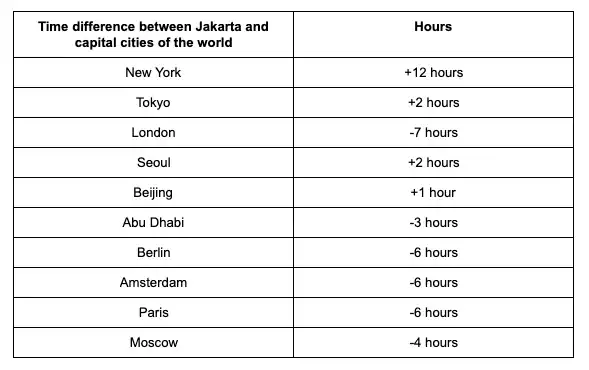 Time difference between Jakarta and
capital cities of the world
Hours
New York
+12 hours
Tokyo
+2 hours
London
-7 hours
Seoul
+2 hours
Beijing
+1 hour
Abu Dhabi
-3 hours
Berlin
-6 hours
Amsterdam
-6 hours
Paris
-6 hours
Moscow
-4 hours